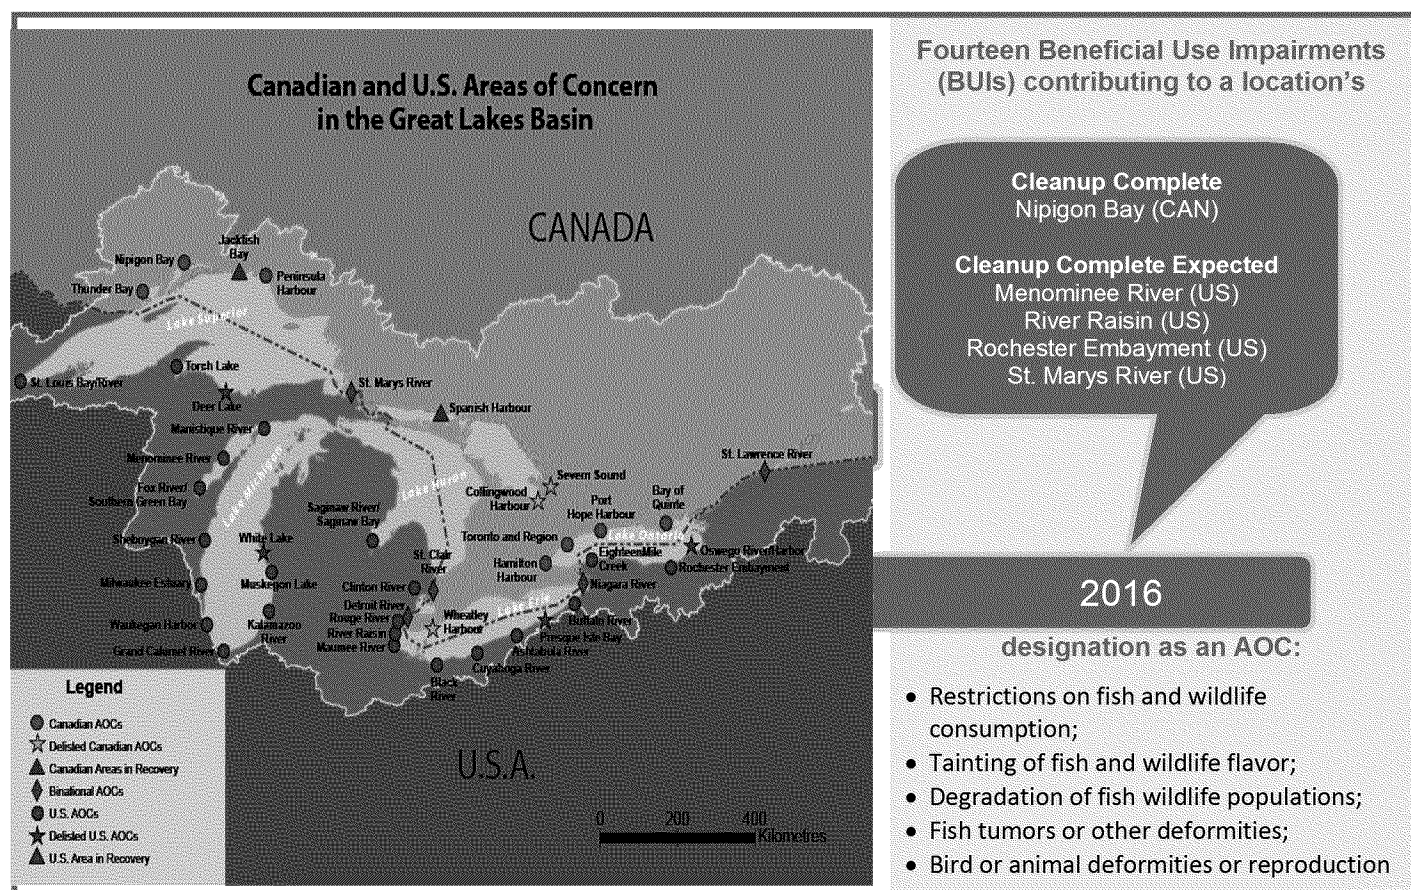 Canadian and U.S. Areas of Concern
in the Great Lakes Basin
CANADA
Jackfish
Bay
Nipigon Bay
Peninsula
Harbour
Thunder Bay
Lake Superior
Torch Lake
St. Louis Bay/River
St. Marys River
Deer Lake
Spanish Harbour
Manistique River
Menominee River
Fox River/
Southern Green Bay
Lake Michigan
Lake Huron
St. Lawrence River
Severn Sound
Collingwood
Harbour
Saginaw River/
Saginaw Bay
Port
Hope Harbour
Bay of
Quinte
Sheboygan River
White Lake
Toronto and Region
Lake Ontario
St. Clair
River
EighteenMile
Creek
Oswego River/Harbor
Hamilton
Harbour
Rochester Embayment
Milwaukee Estuary
Muskegon Lake
Clinton River
Niagara River
Detroit River
Rouge River
Wheatley
Harbour
Lake Erie
Buffalo River
Waukegan Harbor
Kalamazoo
River
River Raisin
Presque Isle Bay
Grand Calumet River
Maumee River
Ashtabula River
Cuyahoga River
Black
River
U.S.A.
Legend
Canadian AOCs
Delisted Canadian AOCs
Canadian Areas in Recovery
Binational AOCs
U.S. AOCs
Delisted U.S. AOCs
U.S. Area in Recovery
0 200 400
Kilometres
Fourteen Beneficial Use Impairments
(BUIs) contributing to a location's
Cleanup Complete
Nipigon Bay (CAN)
Cleanup Complete Expected
Menominee River (US)
River Raisin (US)
Rochester Embayment (US)
St. Marys River (US)
2016
designation as an AOC:
• Restrictions on fish and wildlife
consumption;
• Tainting of fish and wildlife flavor;
• Degradation of fish wildlife populations;
• Fish tumors or other deformities;
• Bird or animal deformities or reproduction